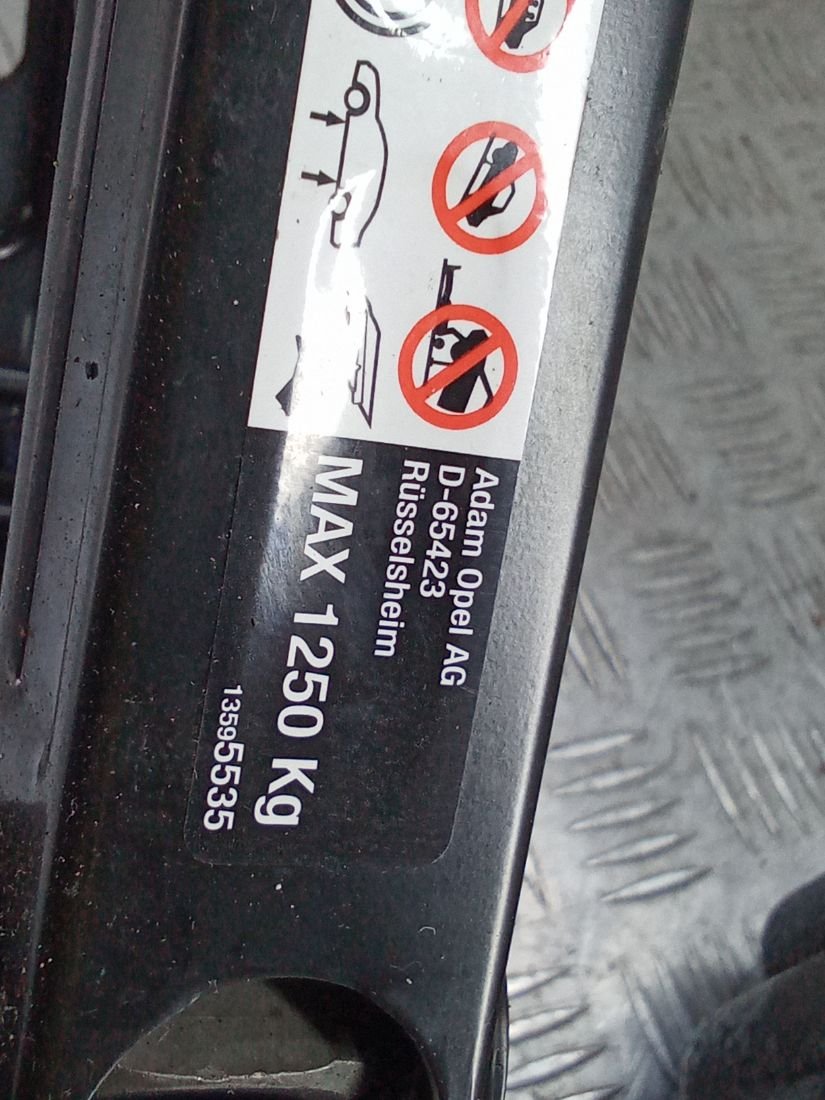 Adam Opel AG
D-65423
Rüsselsheim
MAX 1250 Kg
13595535